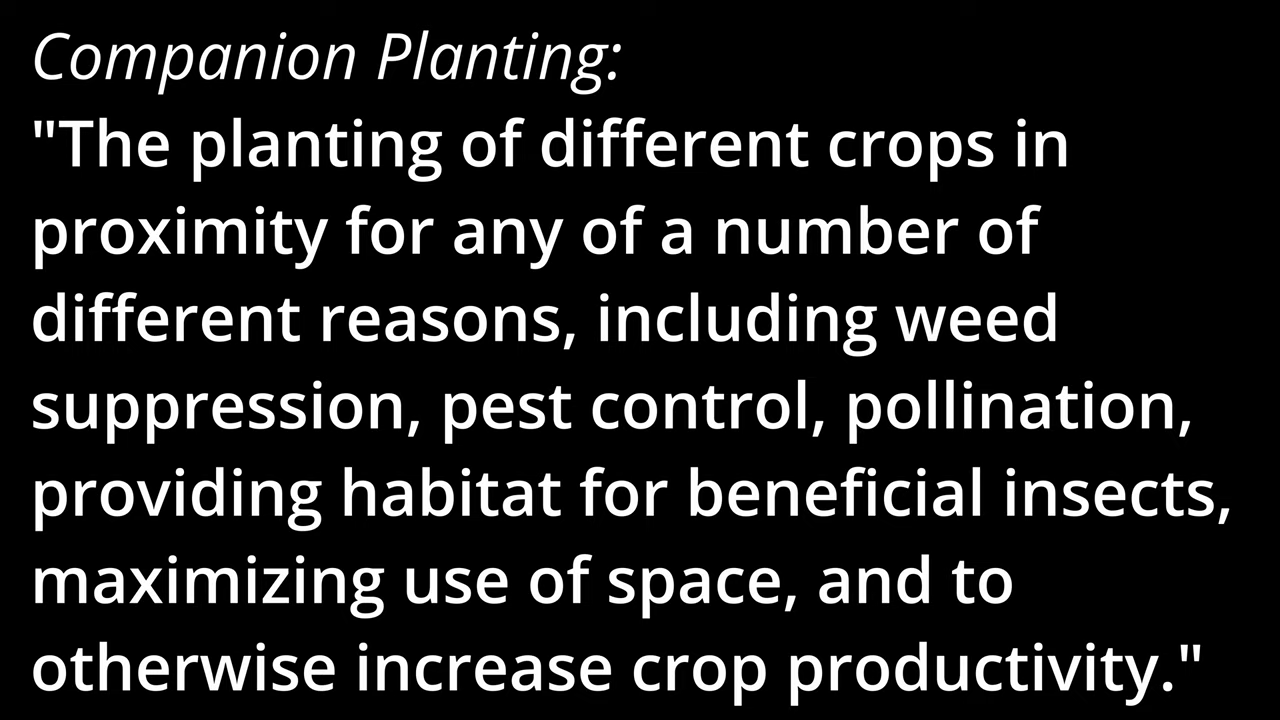 Companion Planting:
"The planting of different crops in
proximity for any of a number of
different reasons, including weed
suppression, pest control, pollination,
providing habitat for beneficial insects,
maximizing use of space, and to
otherwise increase crop productivity."